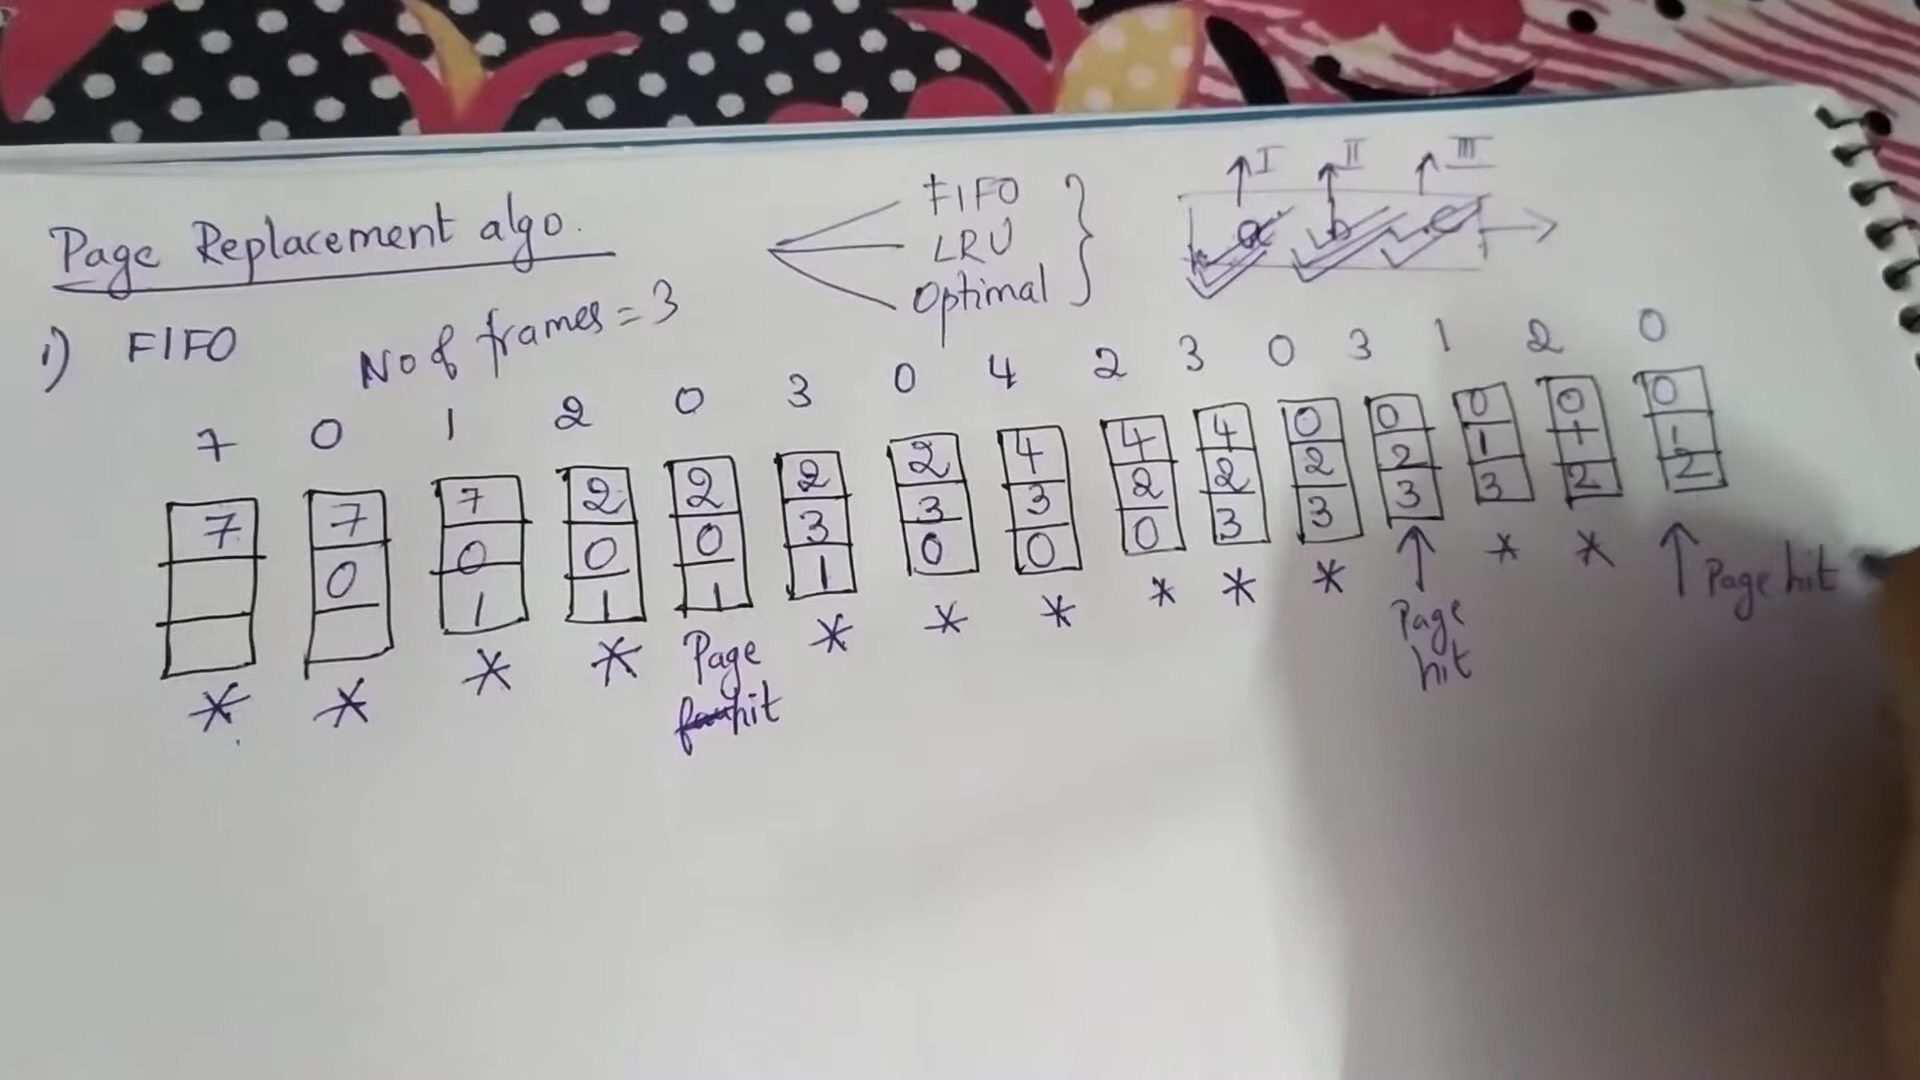 Page Replacement algo.
FIFO
LRU
Optimal
I II III
a b c
1) FIFO
No of frames = 3
7 0 1 2 0 3 0 4 2 3 0 3 1 2 0
7 7 7 2 2 2 2 4 4 4 0 0 0 0 0
0 0 0 0 3 3 3 2 2 2 2 1 1 1
1 1 1 1 0 0 0 3 3 3 3 2 2
* * * * Page hit * * * * * * Page hit * * Page hit